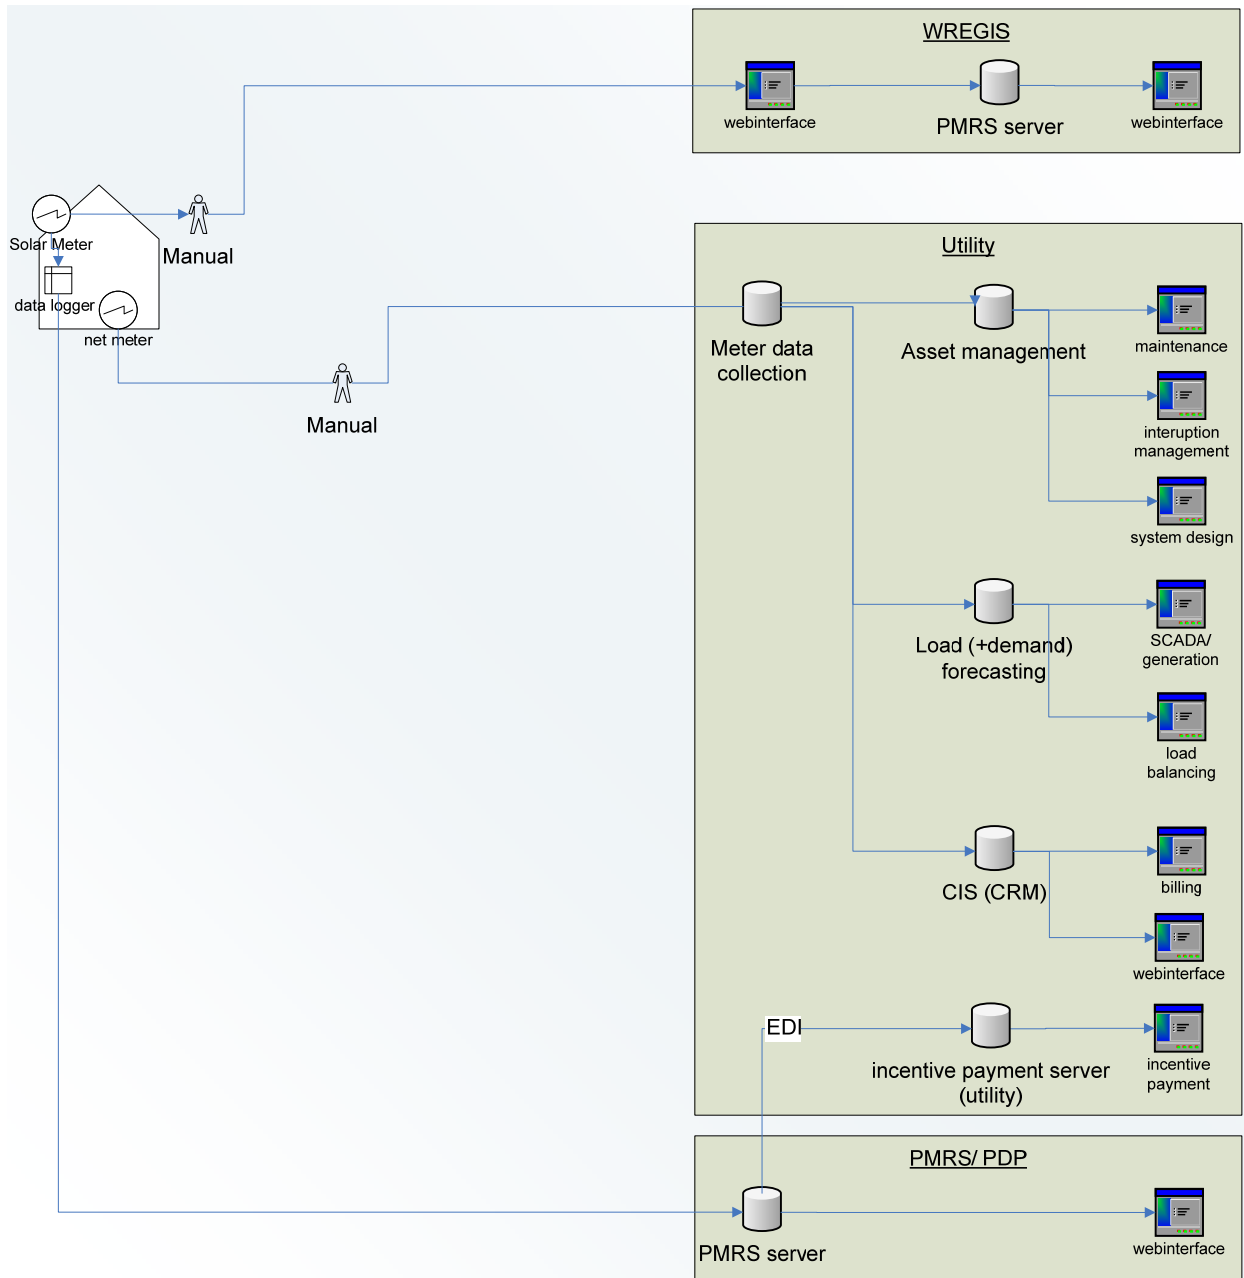 WREGIS
webinterface
PMRS server
webinterface
Solar Meter
Manual
data logger
net meter
Manual
Utility
Meter data
collection
Asset management
maintenance
interuption
management
system design
Load (+demand)
forecasting
SCADA/
generation
load
balancing
CIS (CRM)
billing
webinterface
EDI
incentive payment server
(utility)
incentive
payment
PMRS/ PDP
PMRS server
webinterface